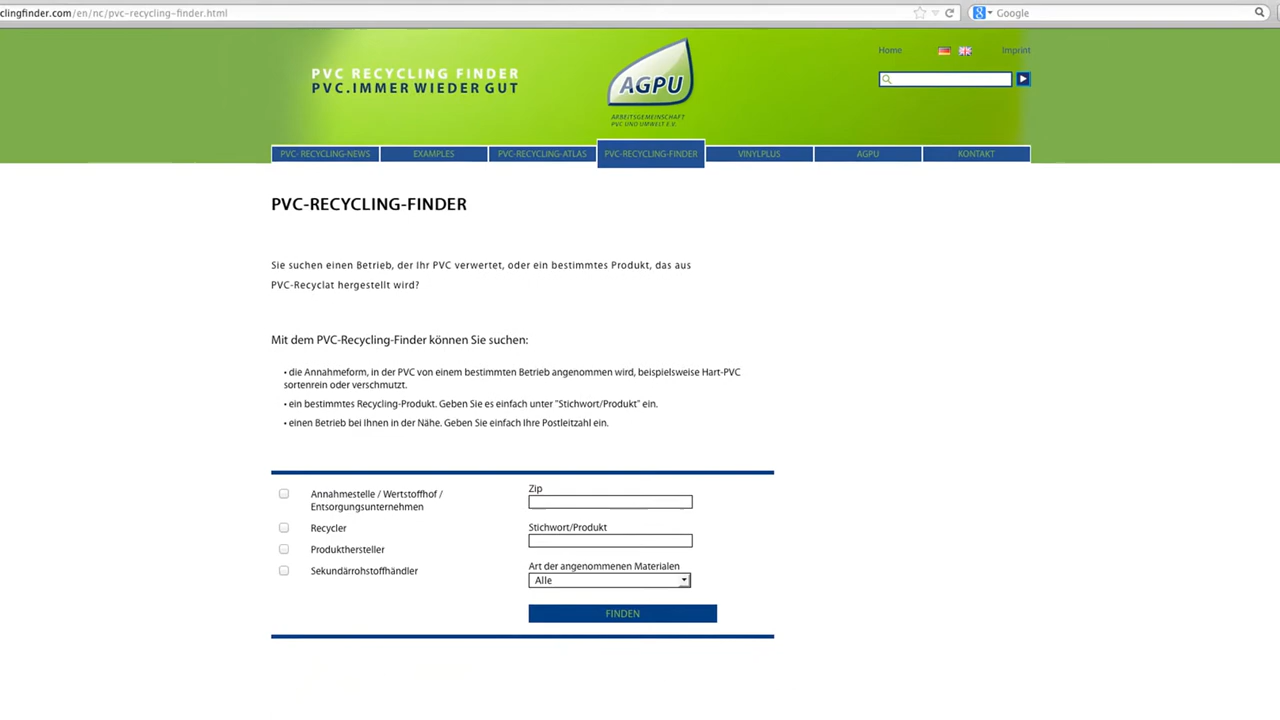 clingfinder.com/en/nc/pvc-recycling-finder.html
Google
PVC RECYCLING FINDER
PVC.IMMER WIEDER GUT
AGPU
ARBEITSGEMEINSCHAFT
PVC UND UMWELT E.V.
Home
Imprint
PVC- RECYCLING-NEWS
EXAMPLES
PVC-RECYCLING-ATLAS
PVC-RECYCLING-FINDER
VINYLPLUS
AGPU
KONTAKT
PVC-RECYCLING-FINDER
Sie suchen einen Betrieb, der Ihr PVC verwertet, oder ein bestimmtes Produkt, das aus
PVC-Recyclat hergestellt wird?
Mit dem PVC-Recycling-Finder können Sie suchen:
• die Annahmeform, in der PVC von einem bestimmten Betrieb angenommen wird, beispielsweise Hart-PVC
sortenrein oder verschmutzt.
• ein bestimmtes Recycling-Produkt. Geben Sie es einfach unter "Stichwort/Produkt" ein.
• einen Betrieb bei Ihnen in der Nähe. Geben Sie einfach Ihre Postleitzahl ein.
Annahmestelle / Wertstoffhof /
Entsorgungsunternehmen
Recycler
Produkthersteller
Sekundärrohstoffhändler
Zip
Stichwort/Produkt
Art der angenommenen Materialen
Alle
FINDEN